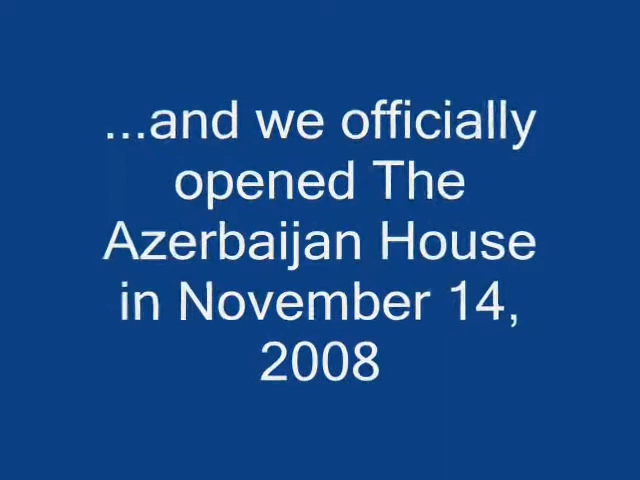 ...and we officially
opened The
Azerbaijan House
in November 14,
2008